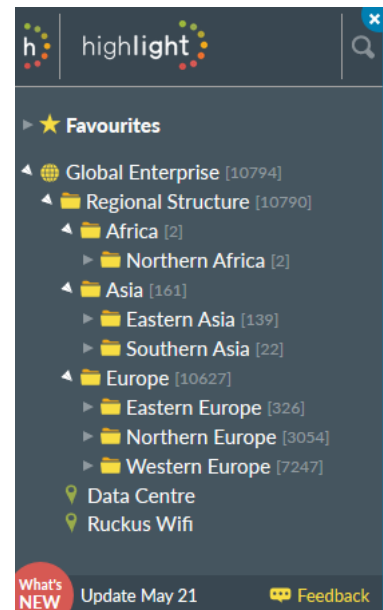 h highlight
Favourites
Global Enterprise [10794]
Regional Structure [10790]
Africa [2]
Northern Africa [2]
Asia [161]
Eastern Asia [139]
Southern Asia [22]
Europe [10627]
Eastern Europe [326]
Northern Europe [3054]
Western Europe [7247]
Data Centre
Ruckus Wifi
What's
NEW
Update May 21
Feedback